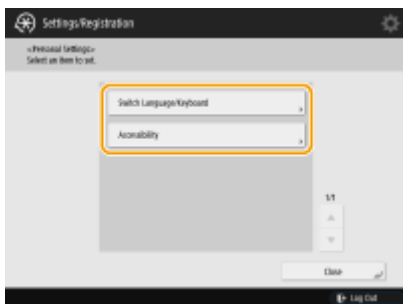 Settings/Registration
<Personal Settings>
Select an item to set.
Switch Language/Keyboard
Accessibility
1/1
Close
Log Out